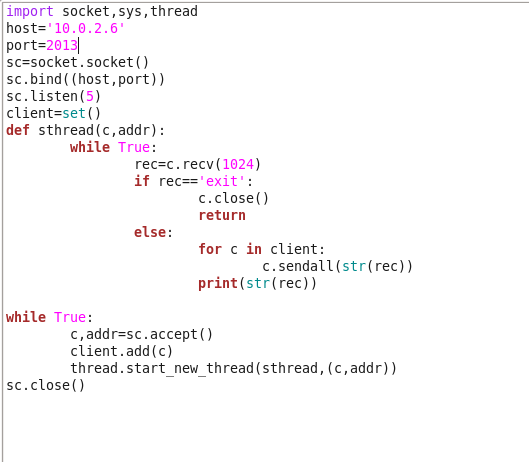 import socket,sys,thread
host='10.0.2.6'
port=2013
sc=socket.socket()
sc.bind((host,port))
sc.listen(5)
client=set()
def sthread(c,addr):
        while True:
                rec=c.recv(1024)
                if rec=='exit':
                        c.close()
                        return
                else:
                        for c in client:
                                c.sendall(str(rec))
                        print(str(rec))

while True:
        c,addr=sc.accept()
        client.add(c)
        thread.start_new_thread(sthread,(c,addr))
sc.close()